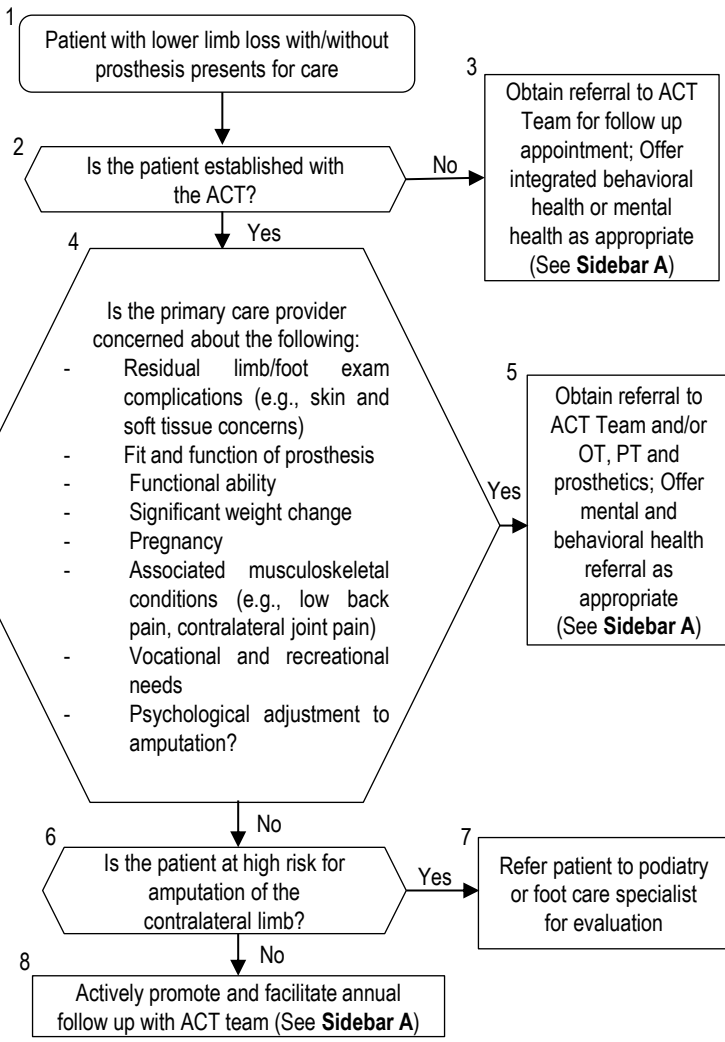 1
Patient with lower limb loss with/without
prosthesis presents for care
2
Is the patient established with
the ACT?
No
3
Obtain referral to ACT
Team for follow up
appointment; Offer
integrated behavioral
health or mental
health as appropriate
(See Sidebar A)
Yes
4
Is the primary care provider
concerned about the following:
- Residual limb/foot exam
complications (e.g., skin and
soft tissue concerns)
- Fit and function of prosthesis
- Functional ability
- Significant weight change
- Pregnancy
- Associated musculoskeletal
conditions (e.g., low back
pain, contralateral joint pain)
- Vocational and recreational
needs
- Psychological adjustment to
amputation?
Yes
5
Obtain referral to
ACT Team and/or
OT, PT and
prosthetics; Offer
mental and
behavioral health
referral as
appropriate
(See Sidebar A)
No
6
Is the patient at high risk for
amputation of the
contralateral limb?
Yes
7
Refer patient to podiatry
or foot care specialist
for evaluation
No
8
Actively promote and facilitate annual
follow up with ACT team (See Sidebar A)